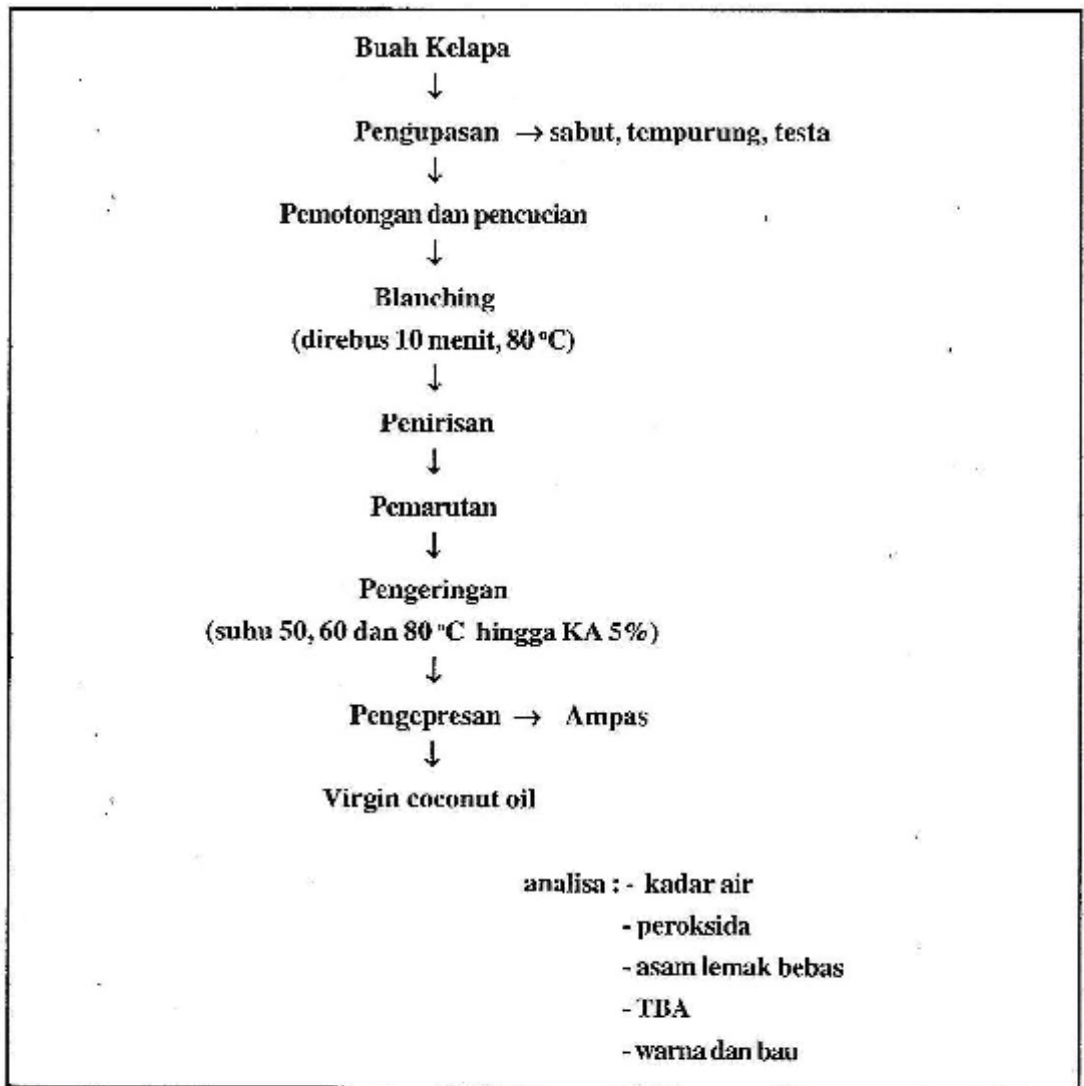 Buah Kelapa
↓
Pengupasan → sabut, tempurung, testa
↓
Pemotongan dan pencucian
↓
Blanching
(direbus 10 menit, 80 °C)
↓
Penirisan
↓
Pemarutan
↓
Pengeringan
(suhu 50, 60 dan 80 °C hingga KA 5%)
↓
Pengepresan → Ampas
↓
Virgin coconut oil
analisa : - kadar air
- peroksida
- asam lemak bebas
- TBA
- warna dan bau